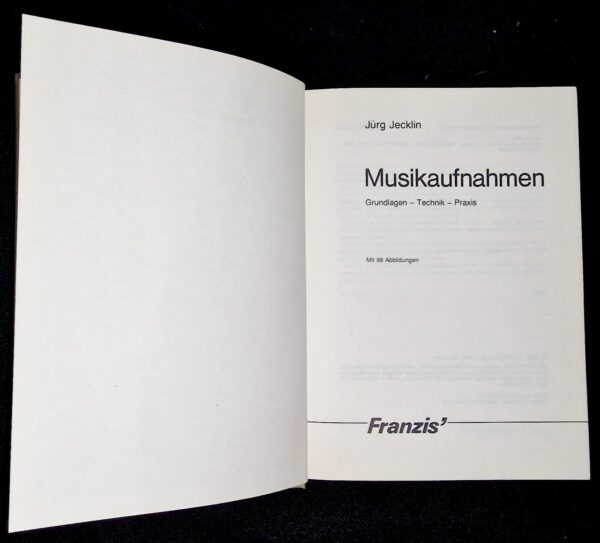 Jürg Jecklin
Musikaufnahmen
Grundlagen – Technik – Praxis
Mit 98 Abbildungen
Franzis’